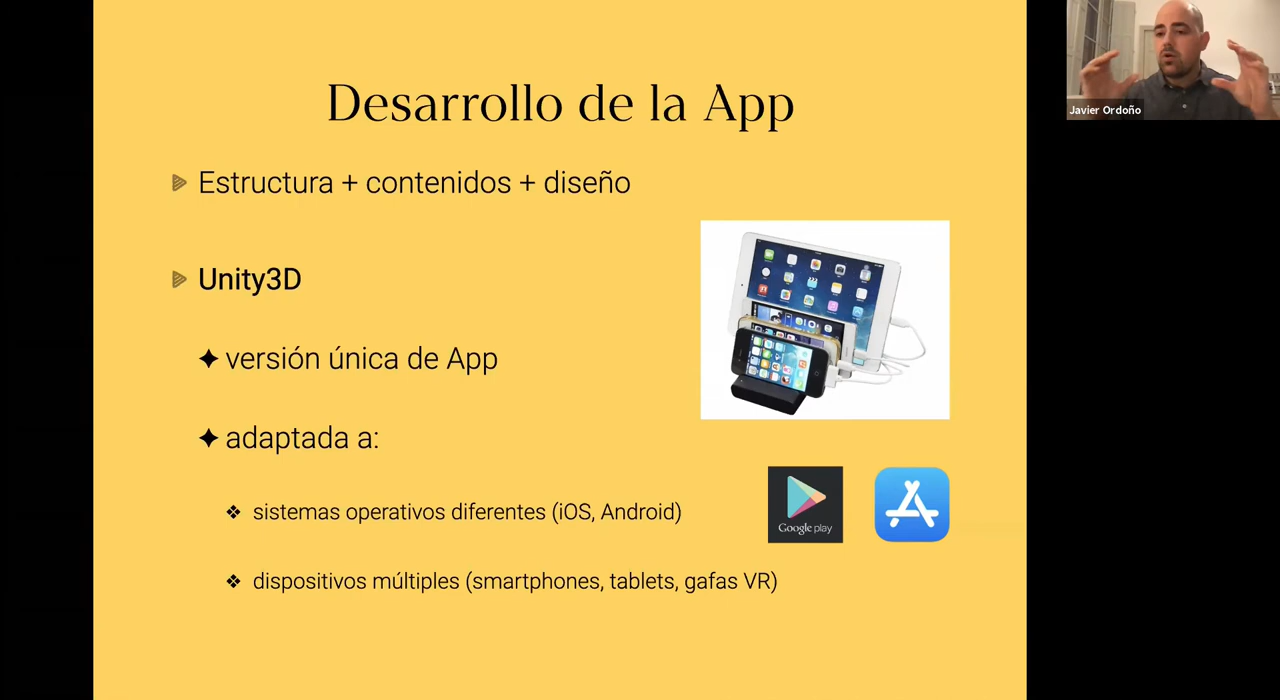 Desarrollo de la App
Estructura + contenidos + diseño
Unity3D
versión única de App
adaptada a:
sistemas operativos diferentes (iOS, Android)
dispositivos múltiples (smartphones, tablets, gafas VR)
Google play
Javier Ordoño